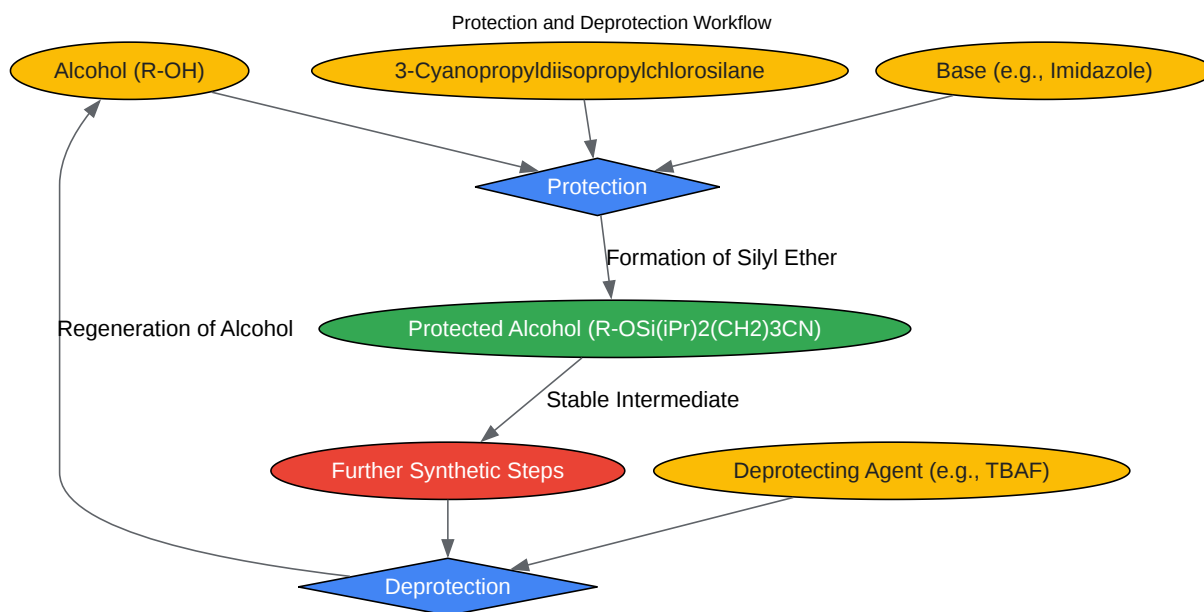 Protection and Deprotection Workflow
Alcohol (R-OH)
3-Cyanopropyldiisopropylchlorosilane
Base (e.g., Imidazole)
Protection
Formation of Silyl Ether
Regeneration of Alcohol
Protected Alcohol (R-OSi(iPr)2(CH2)3CN)
Stable Intermediate
Further Synthetic Steps
Deprotecting Agent (e.g., TBAF)
Deprotection